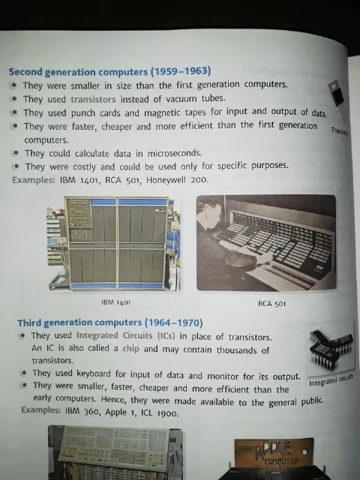 Second generation computers (1959–1963)
They were smaller in size than the first generation computers.
They used transistors instead of vacuum tubes.
They used punch cards and magnetic tapes for input and output of data.
They were faster, cheaper and more efficient than the first generation
computers.
They could calculate data in microseconds.
They were costly and could be used only for specific purposes.
Examples: IBM 1401, RCA 501, Honeywell 200.
IBM 1401
RCA 501
Third generation computers (1964–1970)
They used Integrated Circuits (ICs) in place of transistors.
An IC is also called a chip and may contain thousands of
transistors.
They used keyboard for input of data and monitor for its output.
Integrated circuits
They were smaller, faster, cheaper and more efficient than the
early computers. Hence, they were made available to the general public.
Examples: IBM 360, Apple 1, ICL 1900.
APPLE
COMPUTER